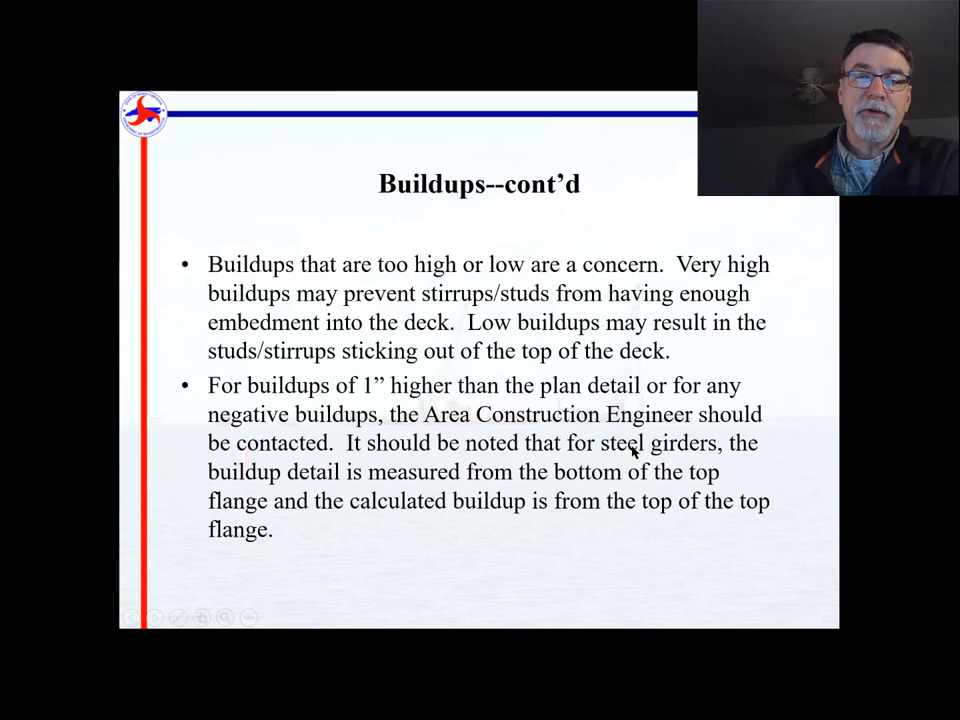 Buildups--cont’d
• Buildups that are too high or low are a concern.  Very high
buildups may prevent stirrups/studs from having enough
embedment into the deck.  Low buildups may result in the
studs/stirrups sticking out of the top of the deck.
• For buildups of 1” higher than the plan detail or for any
negative buildups, the Area Construction Engineer should
be contacted.  It should be noted that for steel girders, the
buildup detail is measured from the bottom of the top
flange and the calculated buildup is from the top of the top
flange.